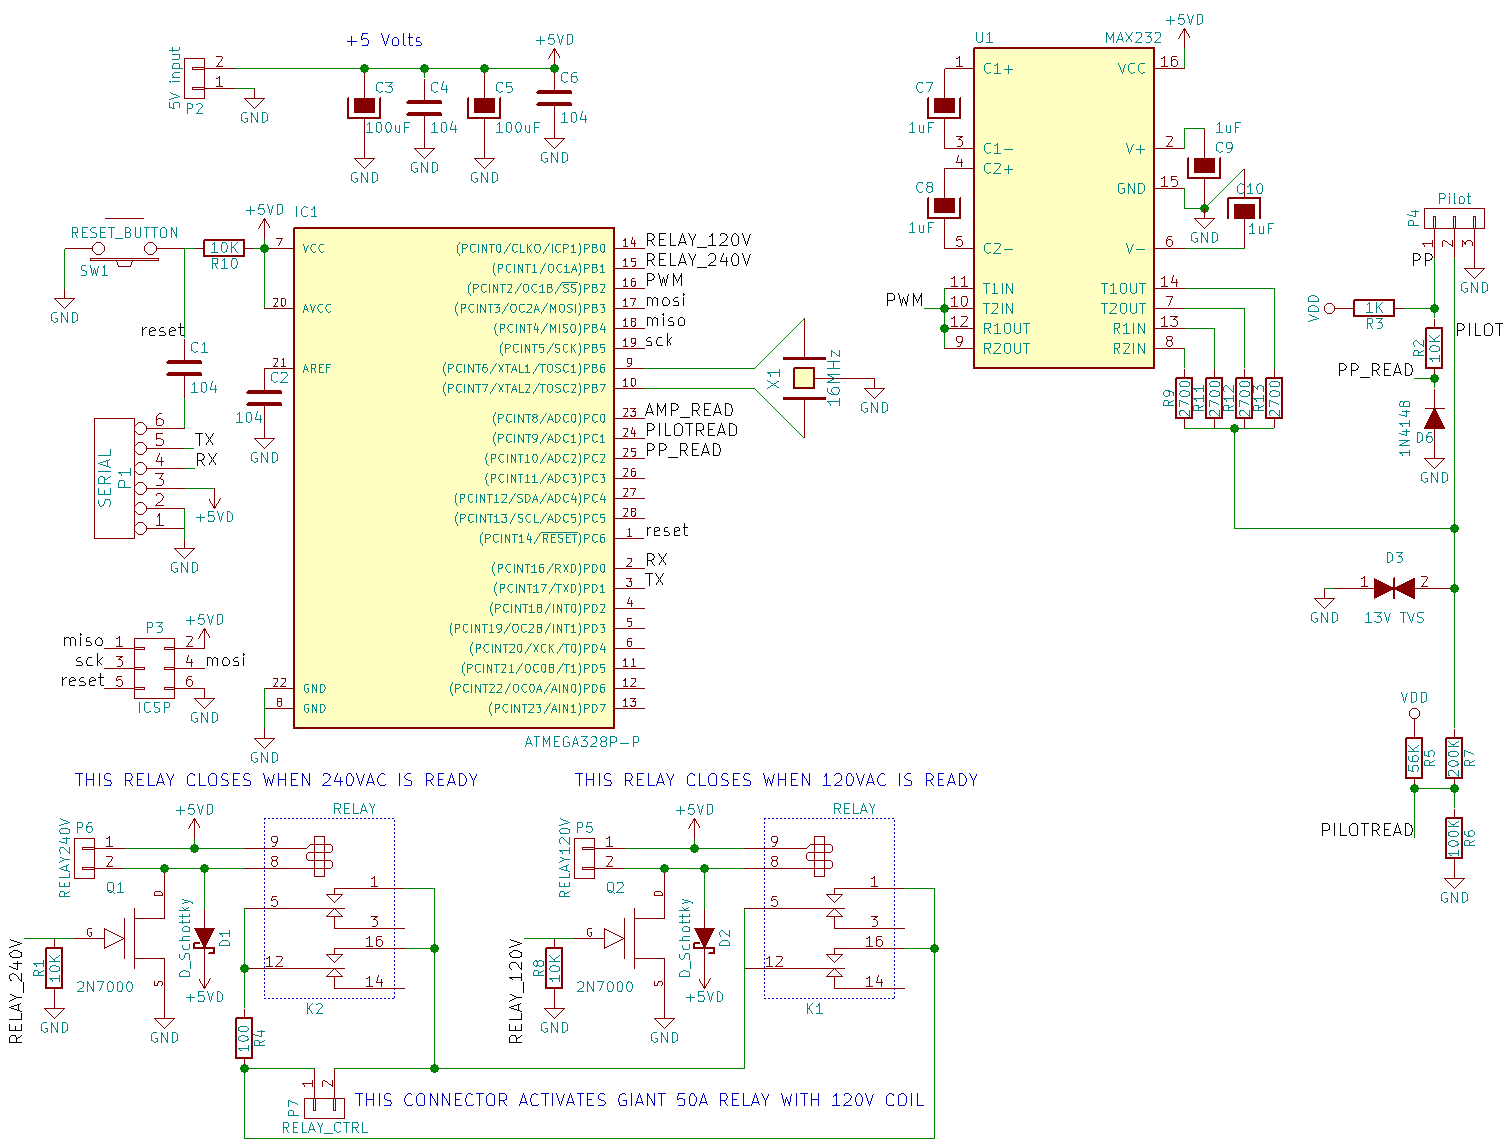 +5 Volts
5V input
2
1
P2
GND
+5VD
C3
100uF
GND
C4
104
GND
C5
100uF
GND
C6
104
GND
U1
MAX232
+5VD
1
C1+
3
C1-
4
C2+
5
C2-
11
T1IN
10
T2IN
12
R1OUT
9
R2OUT
VCC
16
V+
2
GND
15
V-
6
T1OUT
14
T2OUT
7
R1IN
13
R2IN
8
C7
1uF
C8
1uF
1uF
C9
C10
1uF
GND
PWM
R9
2700
R11
2700
R12
2700
R13
2700
Pilot
P4
1
2
3
PP
GND
VDD
1K
R3
PILOT
R2
10K
PP_READ
1N4148
D6
GND
D3
1
2
GND
13V TVS
VDD
56K
R5
200K
R7
PILOTREAD
100K
R6
GND
RESET_BUTTON
SW1
GND
10K
R10
+5VD
reset
C1
104
C2
104
GND
SERIAL
P1
6
5
TX
4
RX
3
2
1
+5VD
GND
P3
+5VD
miso
1
2
sck
3
4
mosi
reset
5
6
ICSP
GND
IC1
7
VCC
20
AVCC
21
AREF
22
GND
8
GND
GND
ATMEGA328P-P
(PCINT0/CLKO/ICP1)PB0
14
RELAY_120V
(PCINT1/OC1A)PB1
15
RELAY_240V
(PCINT2/OC1B/SS)PB2
16
PWM
(PCINT3/OC2A/MOSI)PB3
17
mosi
(PCINT4/MISO)PB4
18
miso
(PCINT5/SCK)PB5
19
sck
(PCINT6/XTAL1/TOSC1)PB6
9
(PCINT7/XTAL2/TOSC2)PB7
10
(PCINT8/ADC0)PC0
23
AMP_READ
(PCINT9/ADC1)PC1
24
PILOTREAD
(PCINT10/ADC2)PC2
25
PP_READ
(PCINT11/ADC3)PC3
26
(PCINT12/SDA/ADC4)PC4
27
(PCINT13/SCL/ADC5)PC5
28
(PCINT14/RESET)PC6
1
reset
(PCINT16/RXD)PD0
2
RX
(PCINT17/TXD)PD1
3
TX
(PCINT18/INT0)PD2
4
(PCINT19/OC2B/INT1)PD3
5
(PCINT20/XCK/T0)PD4
6
(PCINT21/OC0B/T1)PD5
11
(PCINT22/OC0A/AIN0)PD6
12
(PCINT23/AIN1)PD7
13
X1
16MHz
GND
THIS RELAY CLOSES WHEN 240VAC IS READY
+5VD
RELAY
P6
RELAY240V
1
2
9
8
Q1
D
G
S
2N7000
GND
RELAY_240V
R1
10K
GND
D_Schottky
D1
+5VD
1
5
3
16
12
14
K2
100
R4
THIS RELAY CLOSES WHEN 120VAC IS READY
+5VD
RELAY
P5
RELAY120V
1
2
9
8
Q2
D
G
S
2N7000
GND
RELAY_120V
R8
10K
GND
D_Schottky
D2
+5VD
1
5
3
16
12
14
K1
1
2
P7
RELAY_CTRL
THIS CONNECTOR ACTIVATES GIANT 50A RELAY WITH 120V COIL